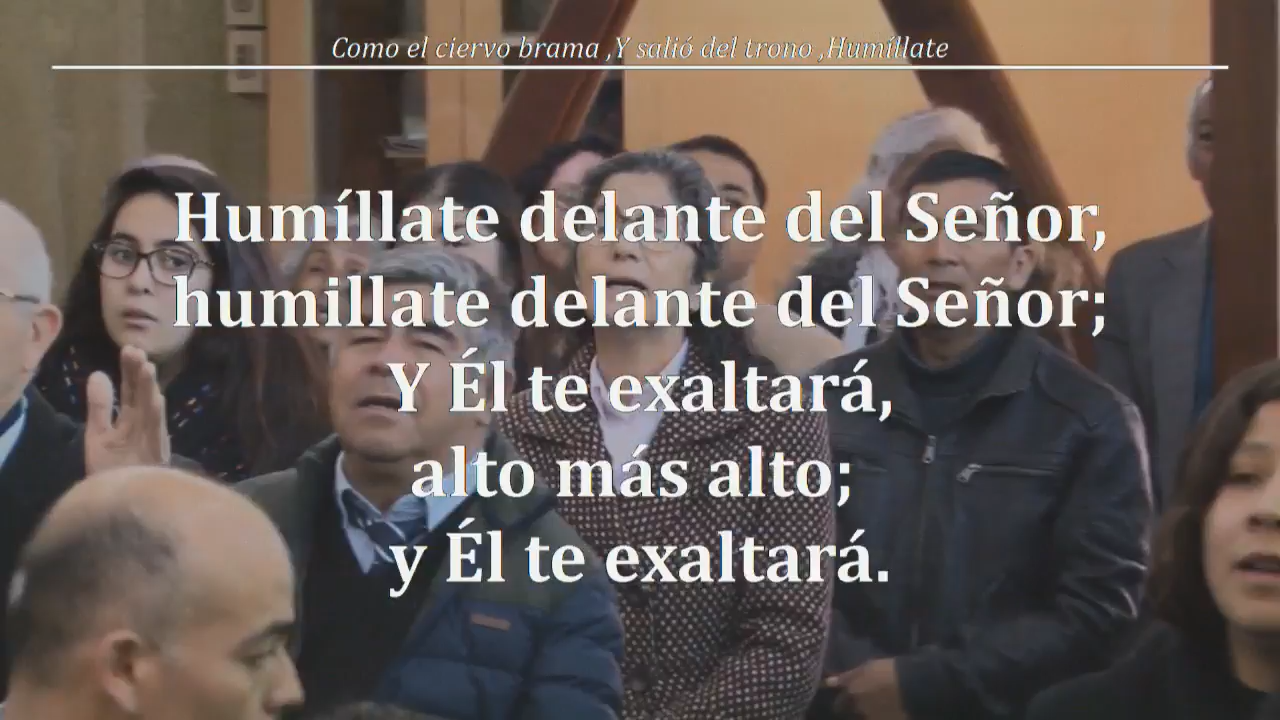 Como el ciervo brama ,Y salió del trono ,Humíllate
Humíllate delante del Señor,
humillate delante del Señor;
Y Él te exaltará,
alto más alto;
y Él te exaltará.